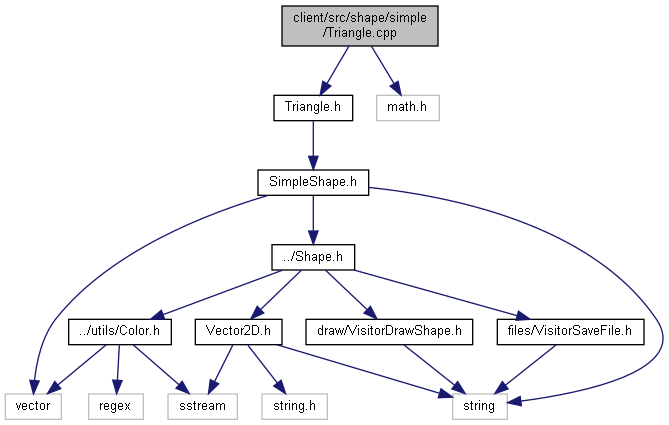 client/src/shape/simple
/Triangle.cpp
Triangle.h
math.h
SimpleShape.h
../Shape.h
../utils/Color.h
Vector2D.h
draw/VisitorDrawShape.h
files/VisitorSaveFile.h
vector
regex
sstream
string.h
string